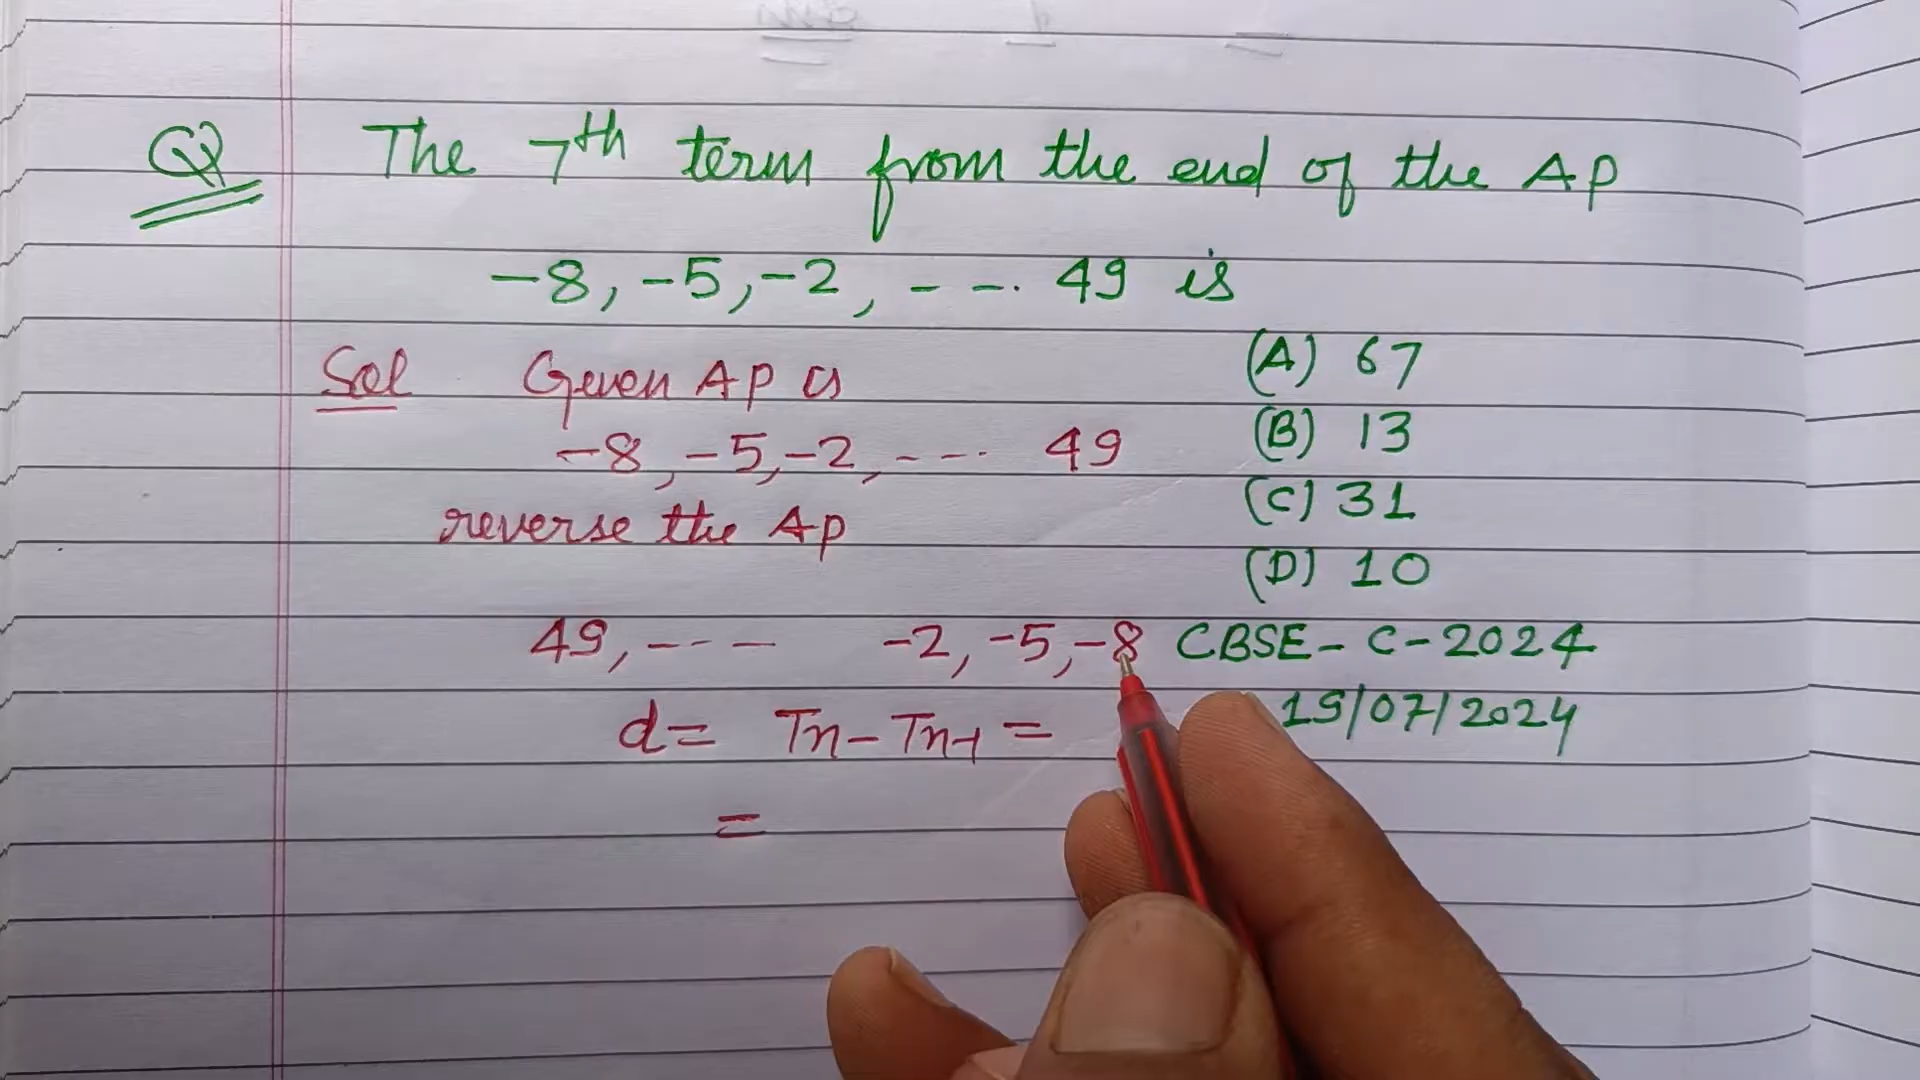 Q The 7th term from the end of the AP
-8, -5, -2, - -. 49 is
(A) 67
(B) 13
(C) 31
(D) 10
CBSE - C - 2024
19/07/2024
Sol Given AP is
-8, -5, -2, ---- 49
reverse the AP
49, ---- -2, -5, -8
d = Tn - Tn-1 =
=